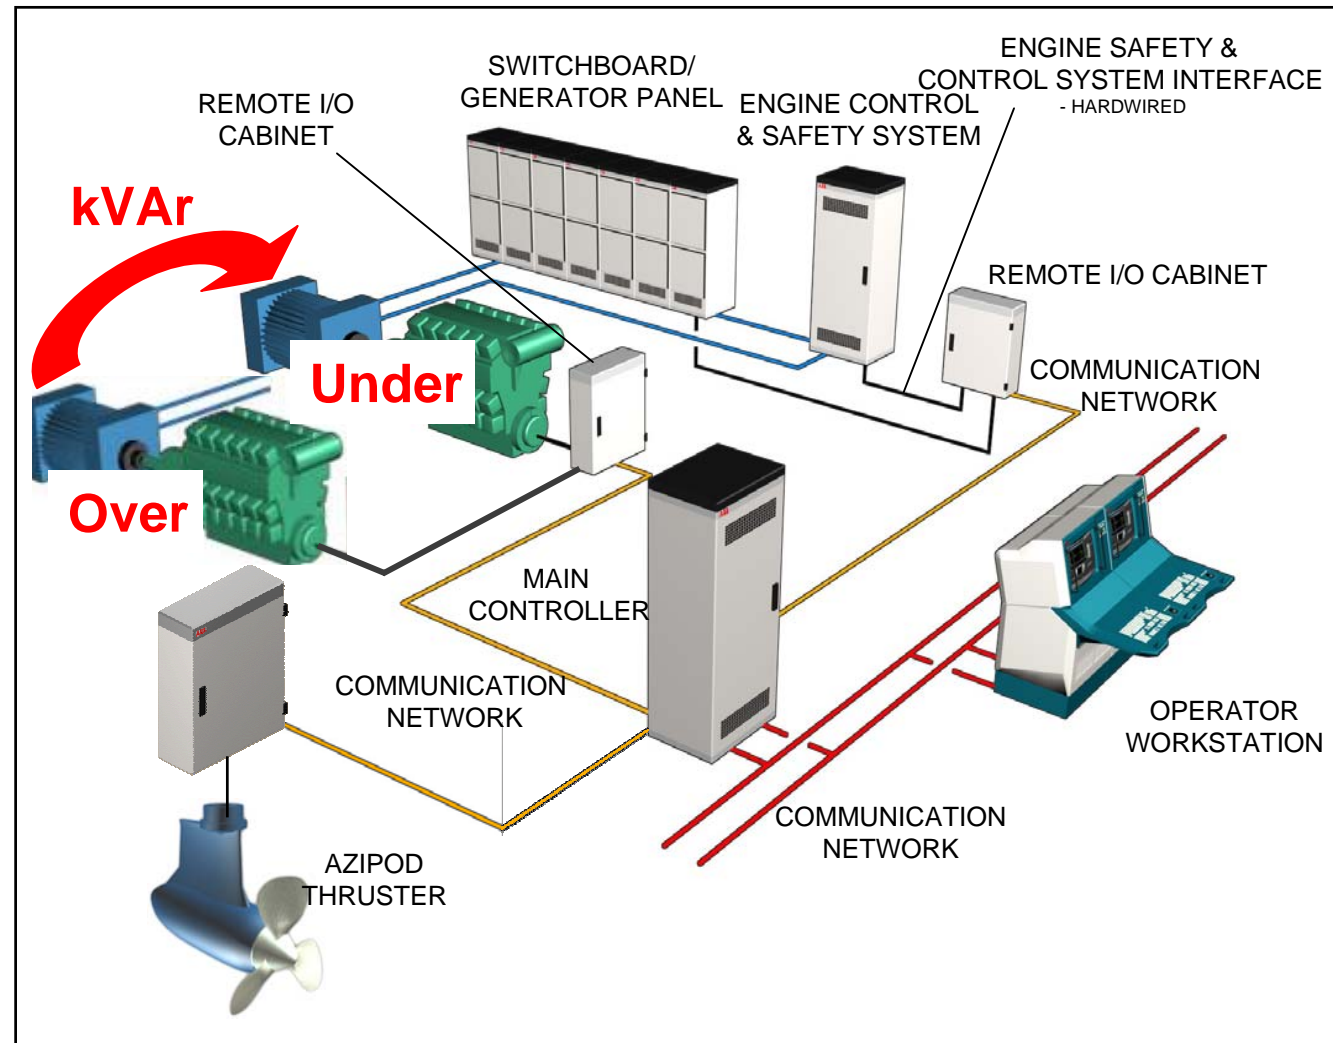 ENGINE SAFETY &
CONTROL SYSTEM INTERFACE
- HARDWIRED
SWITCHBOARD/
GENERATOR PANEL
ENGINE CONTROL
& SAFETY SYSTEM
REMOTE I/O
CABINET
kVAr
REMOTE I/O CABINET
COMMUNICATION
NETWORK
Under
Over
MAIN
CONTROLLER
COMMUNICATION
NETWORK
OPERATOR
WORKSTATION
COMMUNICATION
NETWORK
AZIPOD
THRUSTER